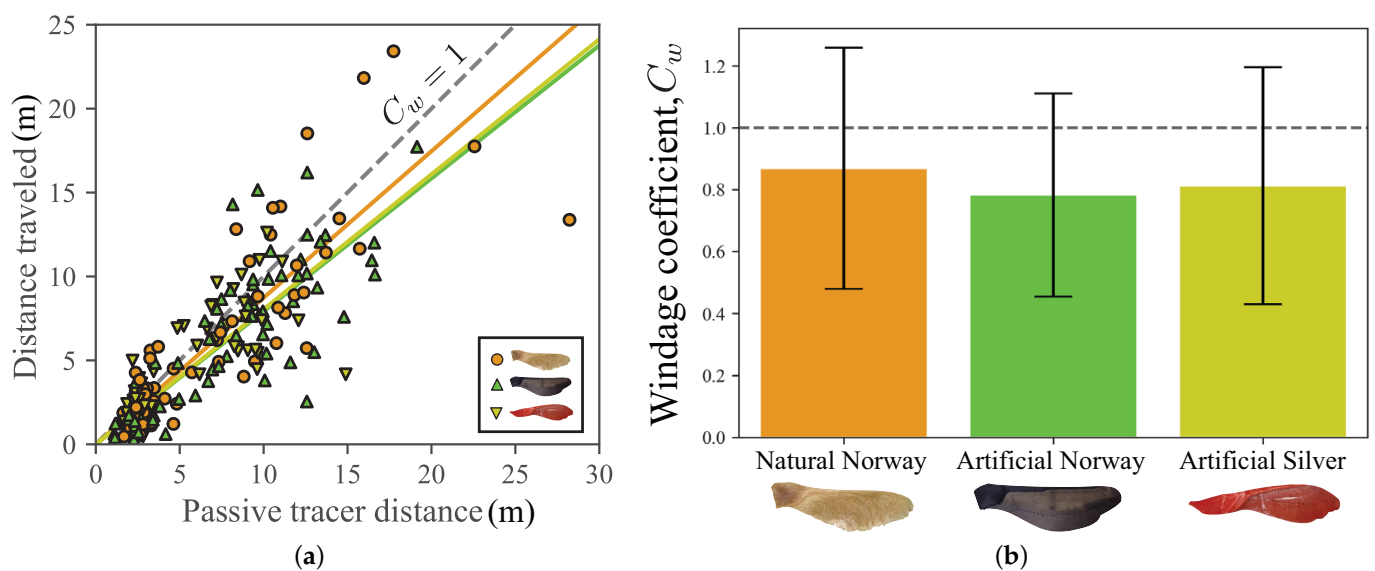 25
20
15
10
5
0
0 5 10 15 20 25 30
Distance traveled (m)
Passive tracer distance (m)
C_w = 1
(a)
Windage coefficient, C_w
1.2
1.0
0.8
0.6
0.4
0.2
0.0
Natural Norway Artificial Norway Artificial Silver
(b)